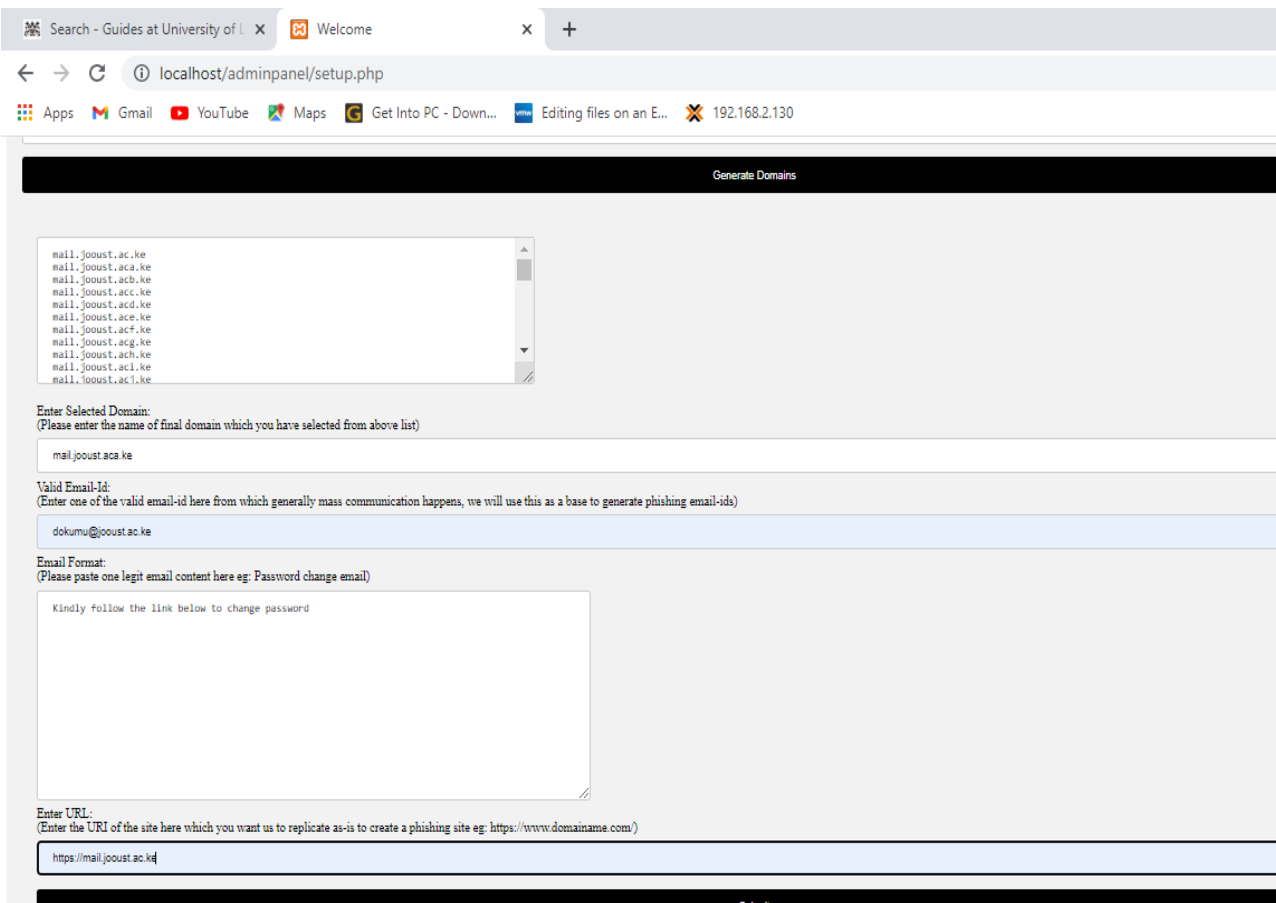 Search - Guides at University of L
Welcome
localhost/adminpanel/setup.php
Apps Gmail YouTube Maps Get Into PC - Down... Editing files on an E... 192.168.2.130
Generate Domains
mail.jooust.ac.ke
mail.jooust.aca.ke
mail.jooust.acb.ke
mail.jooust.acc.ke
mail.jooust.acd.ke
mail.jooust.ace.ke
mail.jooust.acf.ke
mail.jooust.acg.ke
mail.jooust.ach.ke
mail.jooust.aci.ke
mail.jooust.acj.ke
Enter Selected Domain:
(Please enter the name of final domain which you have selected from above list)
mail.jooust.aca.ke
Valid Email-Id:
(Enter one of the valid email-id here from which generally mass communication happens, we will use this as a base to generate phishing email-ids)
dokumu@jooust.ac.ke
Email Format:
(Please paste one legit email content here eg: Password change email)
Kindly follow the link below to change password
Enter URL:
(Enter the URI of the site here which you want us to replicate as-is to create a phishing site eg: https://www.domainame.com/)
https://mail.jooust.ac.ke